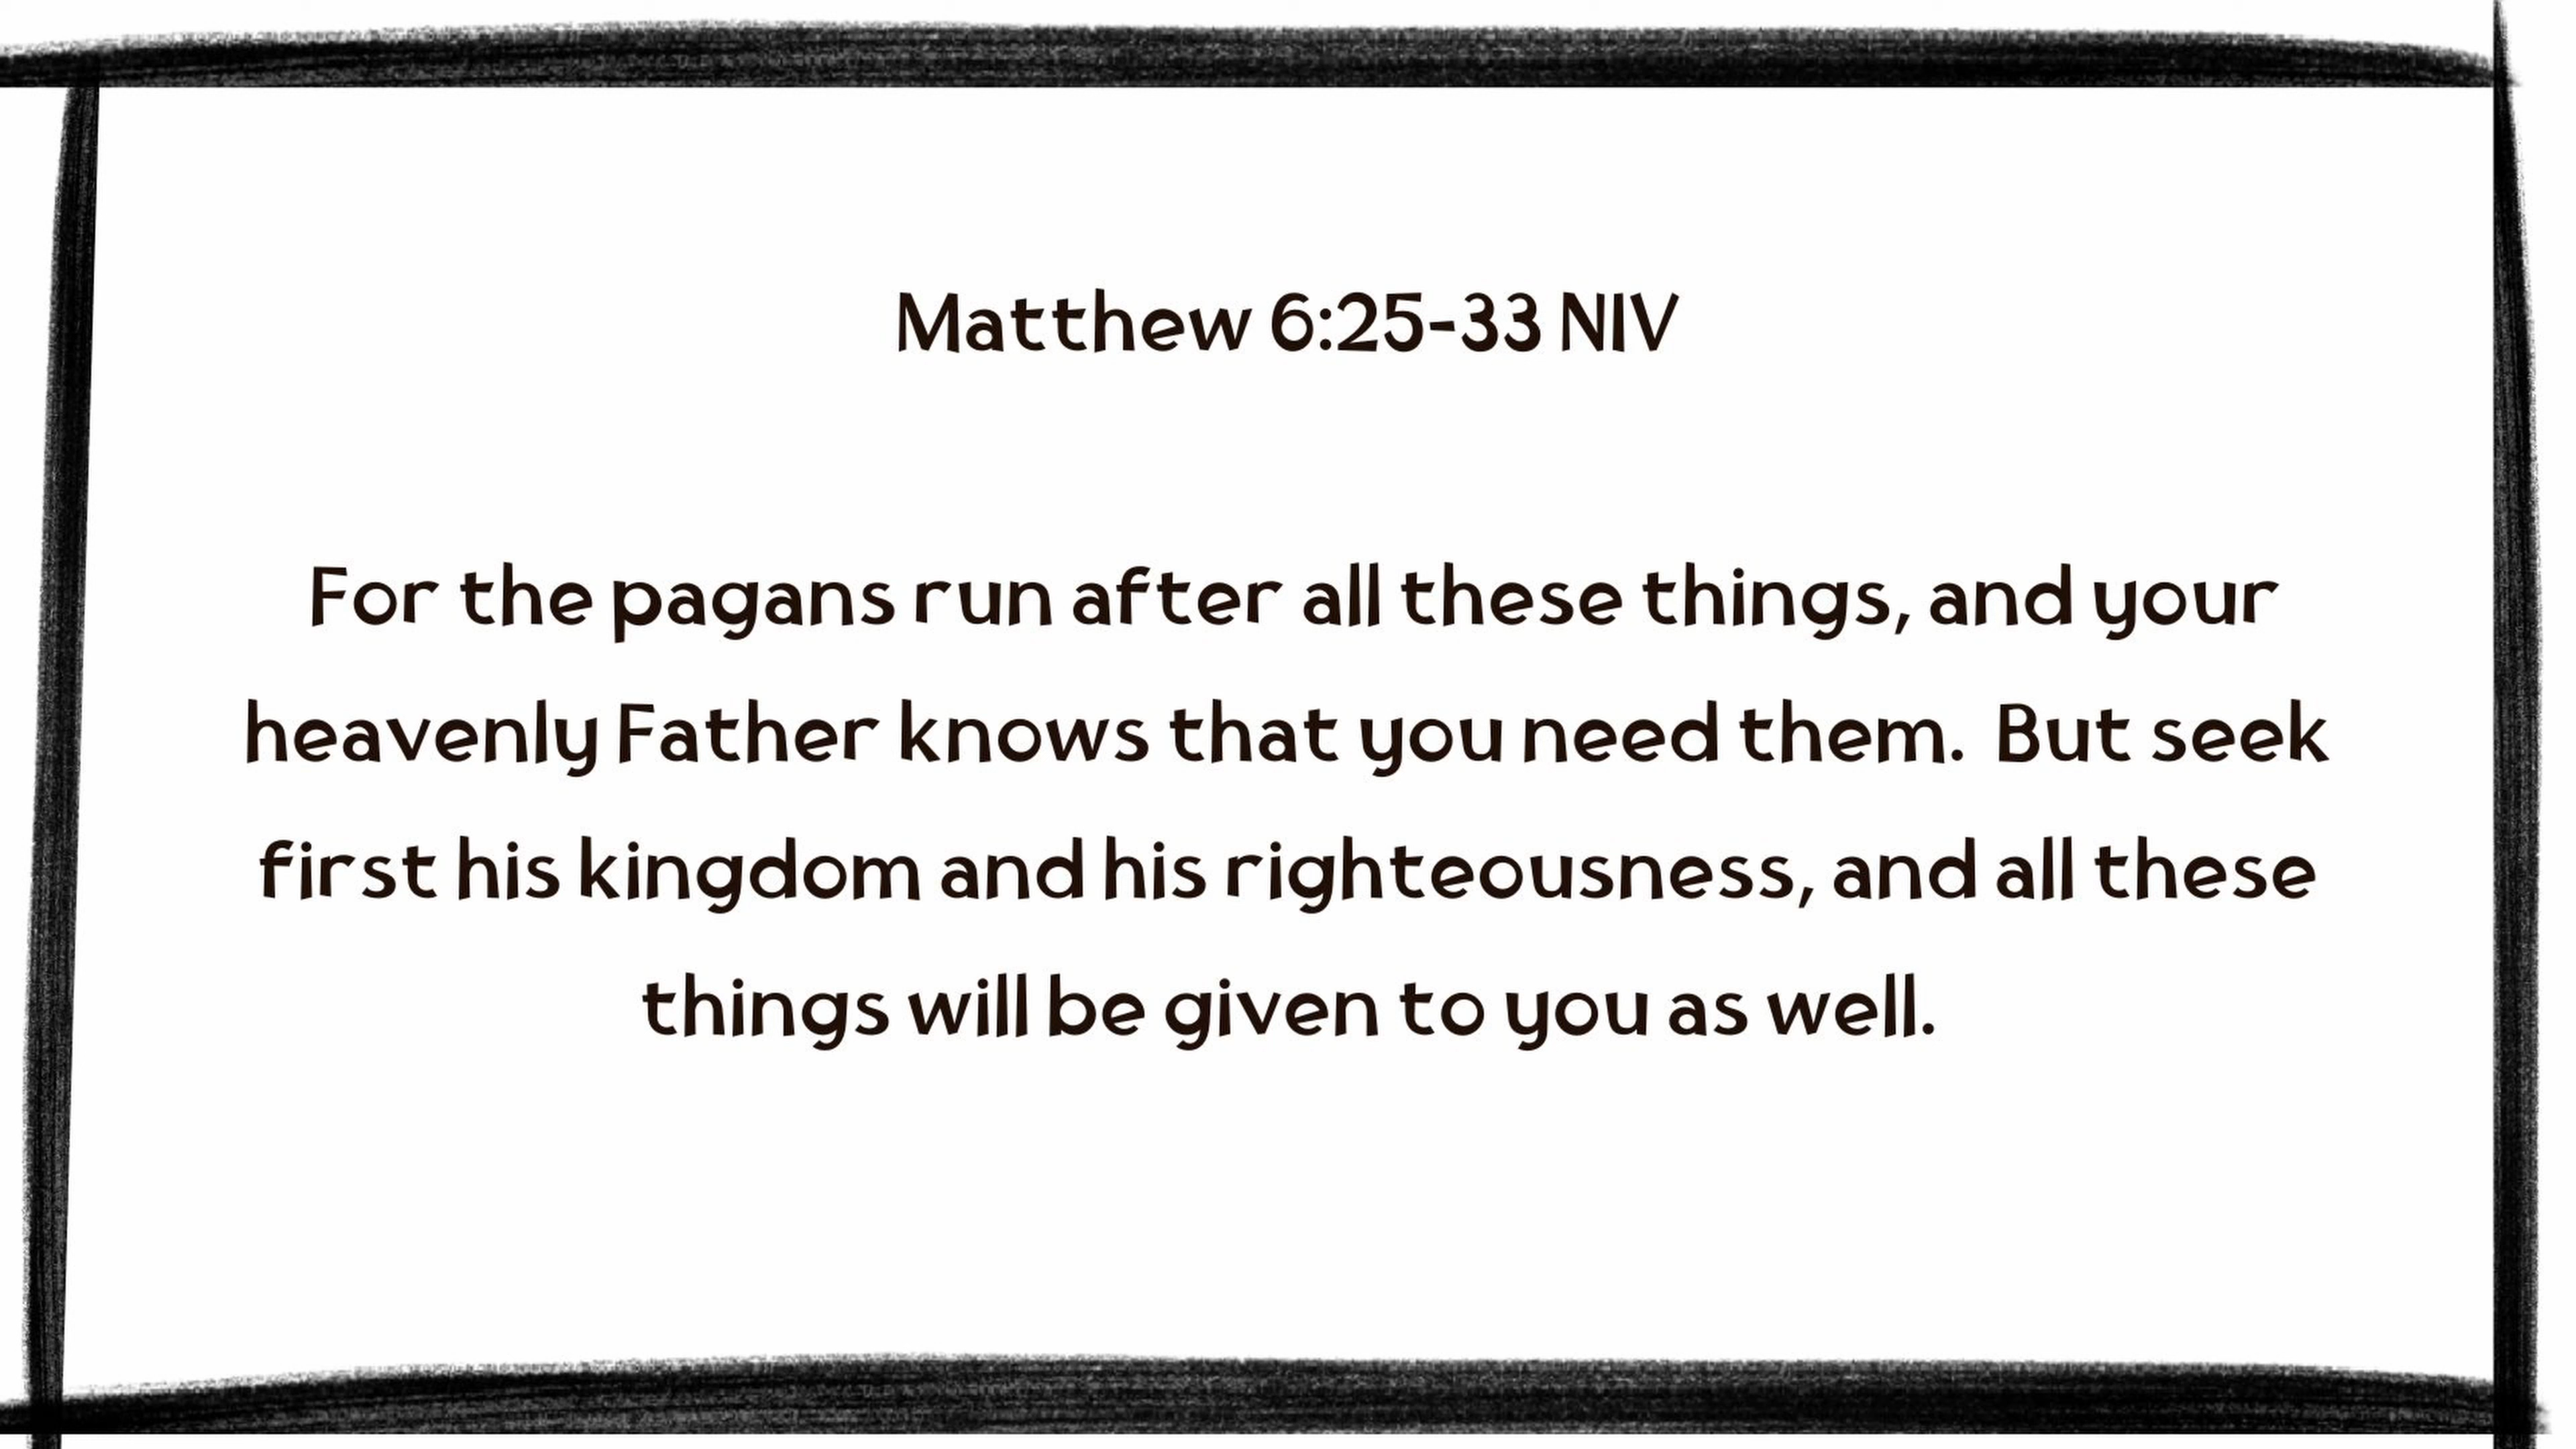 Matthew 6:25-33 NIV
For the pagans run after all these things, and your
heavenly Father knows that you need them. But seek
first his kingdom and his righteousness, and all these
things will be given to you as well.